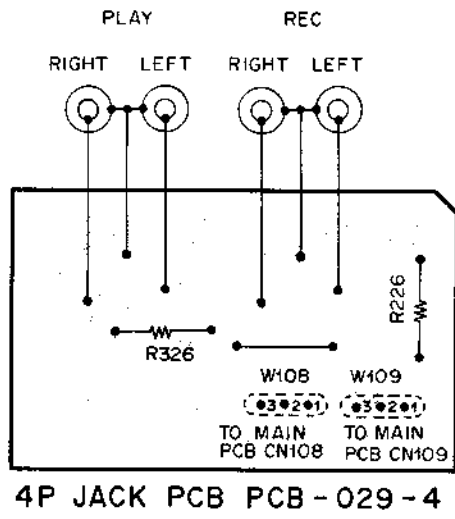 PLAY REC
RIGHT LEFT RIGHT LEFT
R226
R326
W108 W109
3 2 1 3 2 1
TO MAIN TO MAIN
PCB CN108 PCB CN109
4P JACK PCB PCB-029-4